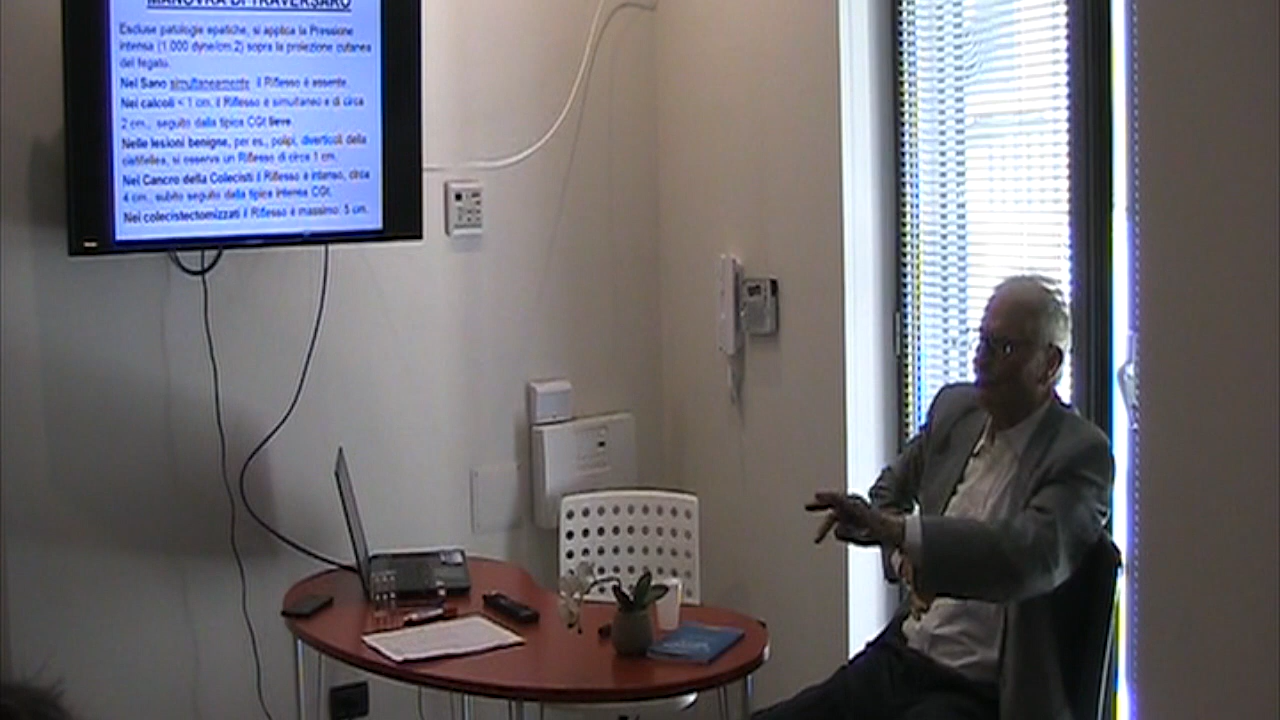 MANOVRA DI TRAVERSARO
Escluse patologie epatiche, si applica la Pressione
intensa (1.000 dyne/cm.2) sopra la proiezione cutanea
del fegato.
Nel Sano simultaneamente il Riflesso è assente.
Nei calcoli < 1 cm. il Riflesso è simultaneo e di circa
2 cm., seguito dalla tipica CGI lieve.
Nelle lesioni benigne, per es., polipi, diverticoli della
cistifellea, si osserva un Riflesso di circa 1 cm.
Nel Cancro della Colecisti il Riflesso è intenso, circa
4 cm., subito seguito dalla tipica intensa CGI.
Nei colecistectomizzati il Riflesso è massimo: 5 cm.